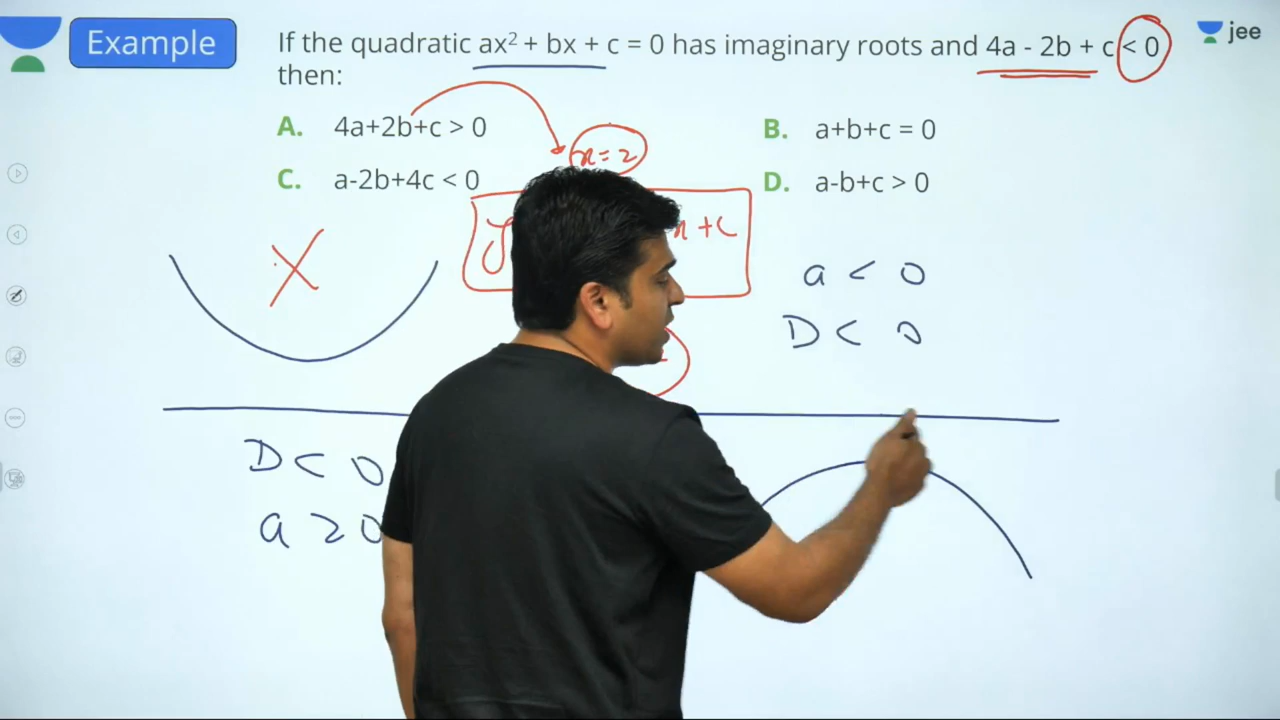 Example
If the quadratic ax² + bx + c = 0 has imaginary roots and 4a - 2b + c < 0
then:
jee
A. 4a+2b+c > 0
B. a+b+c = 0
C. a-2b+4c < 0
D. a-b+c > 0
x=2
y
x +c
a < 0
D < 0
D < 0
a > 0